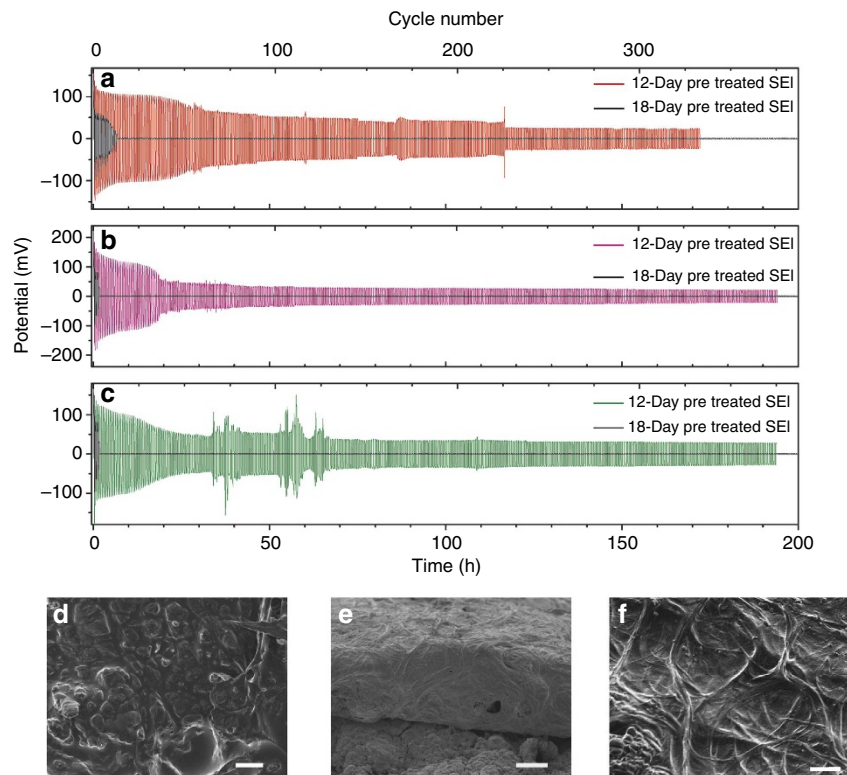 Cycle number
0 100 200 300
a
12-Day pre treated SEI
18-Day pre treated SEI
100
0
−100
b
12-Day pre treated SEI
18-Day pre treated SEI
200
100
0
−100
−200
Potential (mV)
c
12-Day pre treated SEI
18-Day pre treated SEI
100
0
−100
0 50 100 150 200
Time (h)
d e f